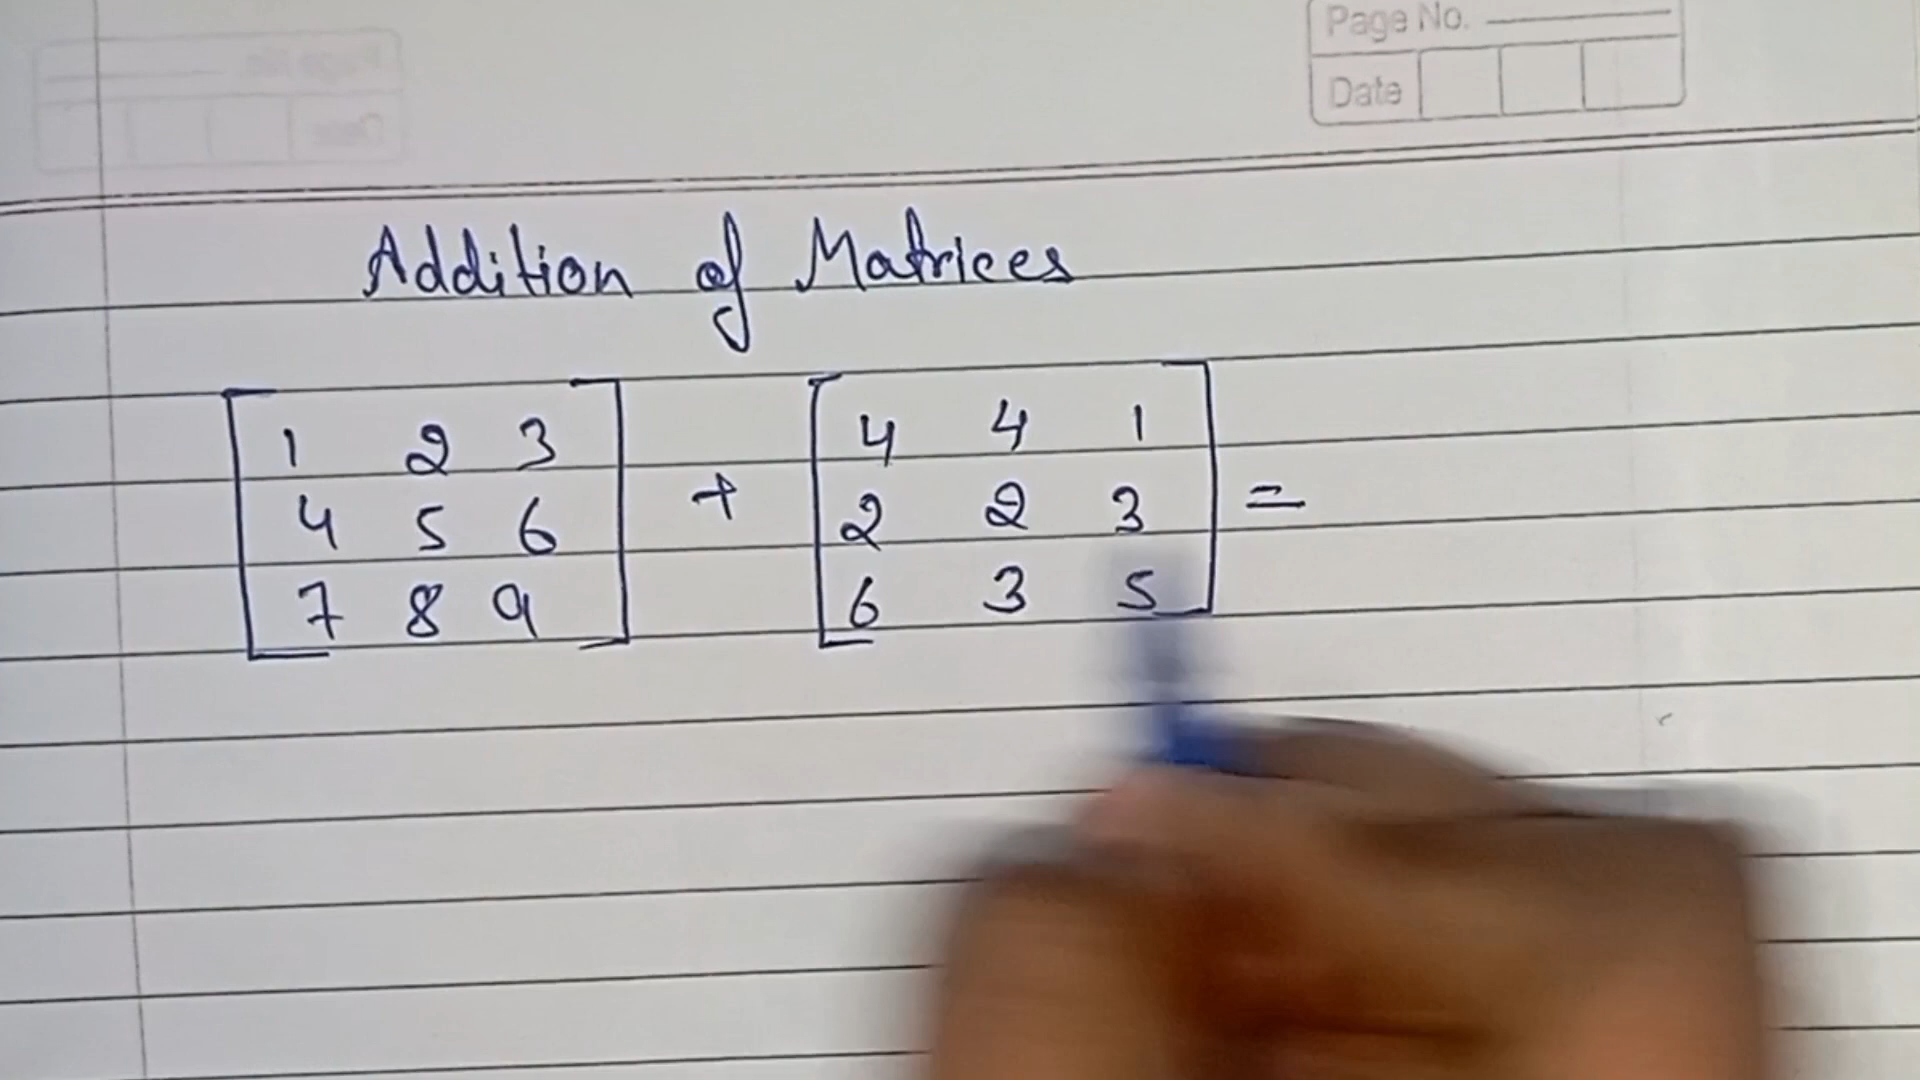 Page No.
Date
Addition of Matrices
1 2 3 + 4 4 1 =
4 5 6 2 2 3
7 8 9 6 3 5